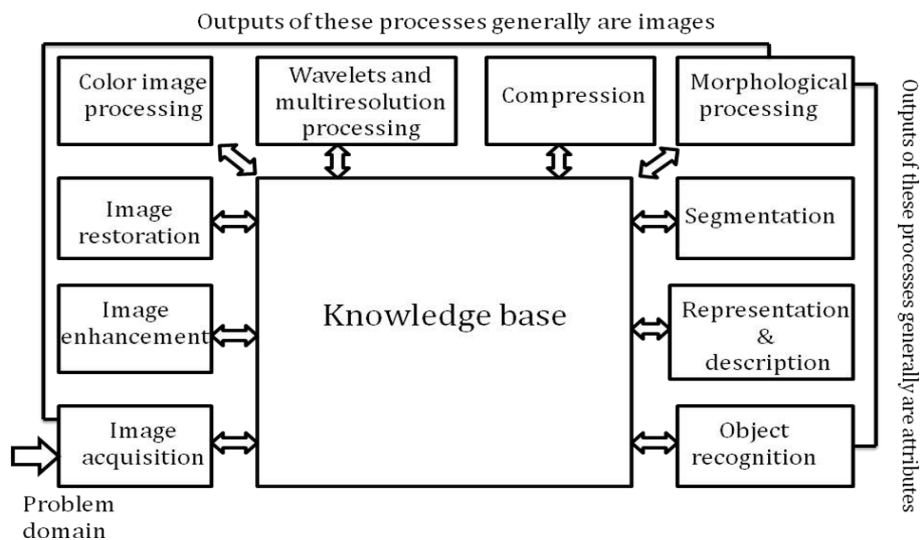 Outputs of these processes generally are images
Color image
processing
Wavelets and
multiresolution
processing
Compression
Morphological
processing
Image
restoration
Knowledge base
Segmentation
Image
enhancement
Representation
&
description
Image
acquisition
Object
recognition
Problem
domain
Outputs of these processes generally are attributes